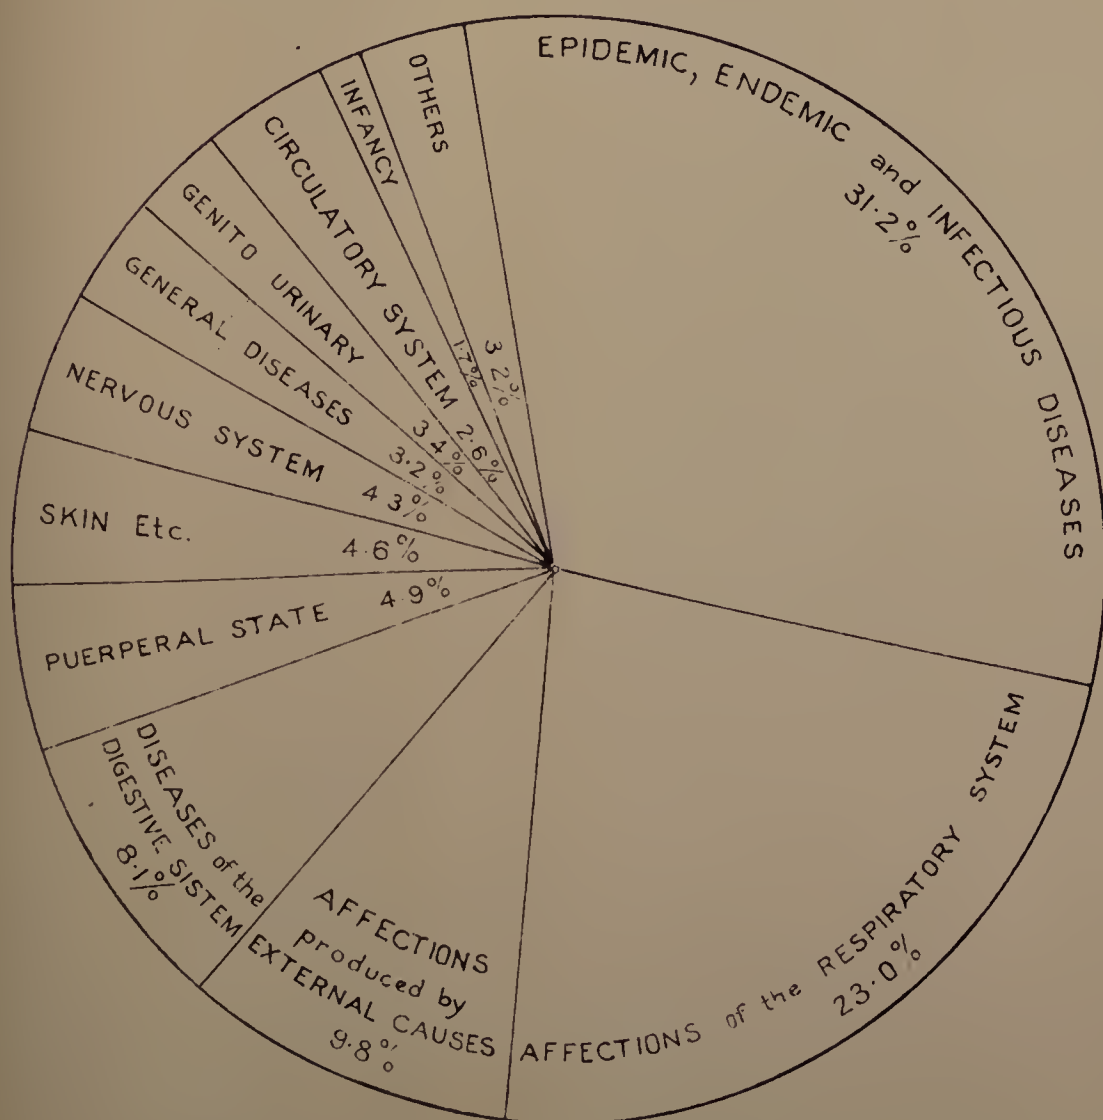 EPIDEMIC, ENDEMIC and INFECTIOUS DISEASES
31.2%
AFFECTIONS of the RESPIRATORY SYSTEM
23.0%
AFFECTIONS
produced by
EXTERNAL CAUSES
9.8%
DISEASES of the
DIGESTIVE SISTEM
8.1%
PUERPERAL STATE 4.9%
SKIN Etc. 4.6%
NERVOUS SYSTEM 4.3%
GENERAL DISEASES 3.2%
GENITO URINARY 3.4%
CIRCULATORY SYSTEM 2.6%
INFANCY 1.7%
OTHERS 3.2%